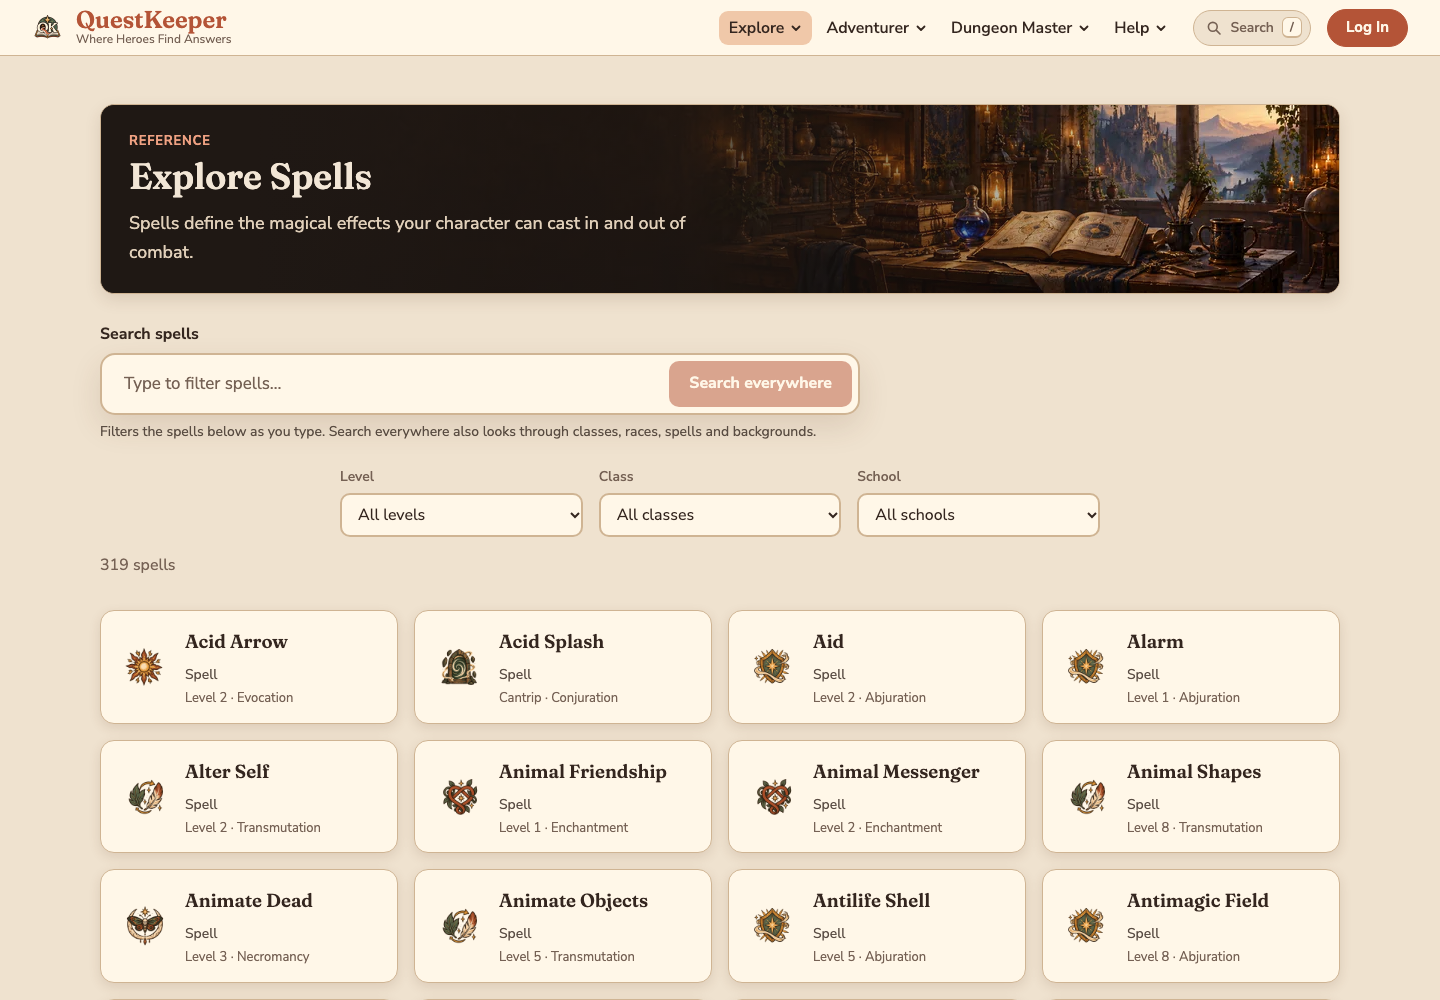 QK
QuestKeeper
Where Heroes Find Answers
Explore
Adventurer
Dungeon Master
Help
Search /
Log In
REFERENCE
Explore Spells
Spells define the magical effects your character can cast in and out of
combat.
Search spells
Type to filter spells...
Search everywhere
Filters the spells below as you type. Search everywhere also looks through classes, races, spells and backgrounds.
Level
Class
School
All levels
All classes
All schools
319 spells
Acid Arrow
Spell
Level 2 · Evocation
Acid Splash
Spell
Cantrip · Conjuration
Aid
Spell
Level 2 · Abjuration
Alarm
Spell
Level 1 · Abjuration
Alter Self
Spell
Level 2 · Transmutation
Animal Friendship
Spell
Level 1 · Enchantment
Animal Messenger
Spell
Level 2 · Enchantment
Animal Shapes
Spell
Level 8 · Transmutation
Animate Dead
Spell
Level 3 · Necromancy
Animate Objects
Spell
Level 5 · Transmutation
Antilife Shell
Spell
Level 5 · Abjuration
Antimagic Field
Spell
Level 8 · Abjuration